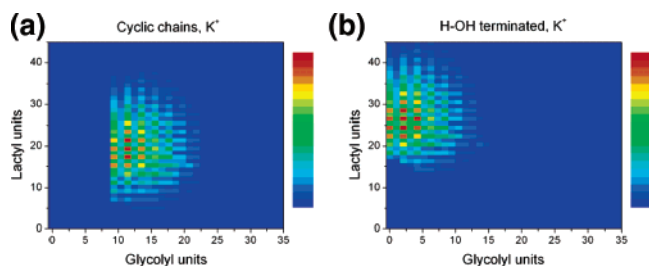 (a)
Cyclic chains, K⁺
Lactyl units
40
30
20
10
0
0 5 10 15 20 25 30 35
Glycolyl units
(b)
H-OH terminated, K⁺
Lactyl units
40
30
20
10
0
0 5 10 15 20 25 30 35
Glycolyl units